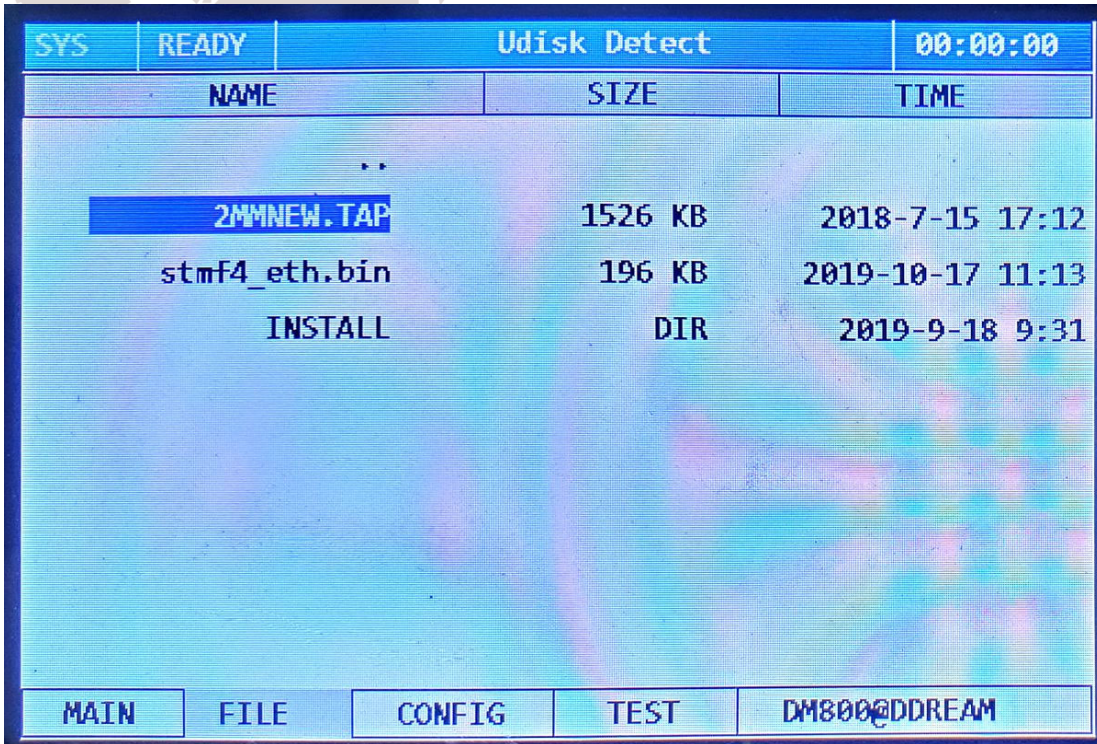 SYS READY Udisk Detect 00:00:00
NAME SIZE TIME
..
2MMNEW.TAP 1526 KB 2018-7-15 17:12
stmf4_eth.bin 196 KB 2019-10-17 11:13
INSTALL DIR 2019-9-18 9:31
MAIN FILE CONFIG TEST DM800@DDREAM